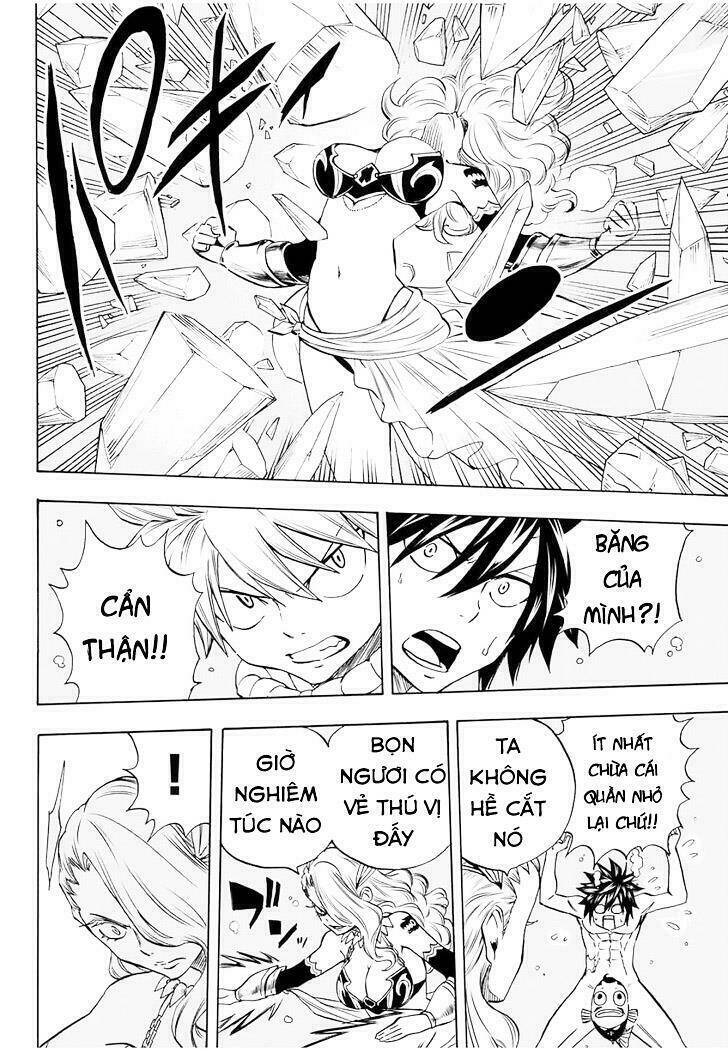 BĂNG
CỦA
MÌNH?!
CẨN
THẬN!!
ÍT NHẤT
CHỪA CÁI
QUẦN NHỎ
LẠI CHỨ!!
TA
KHÔNG
HỀ CẮT
NÓ
BỌN
NGƯƠI CÓ
VẺ THÚ VỊ
ĐẤY
GIỜ
NGHIÊM
TÚC NÀO
!